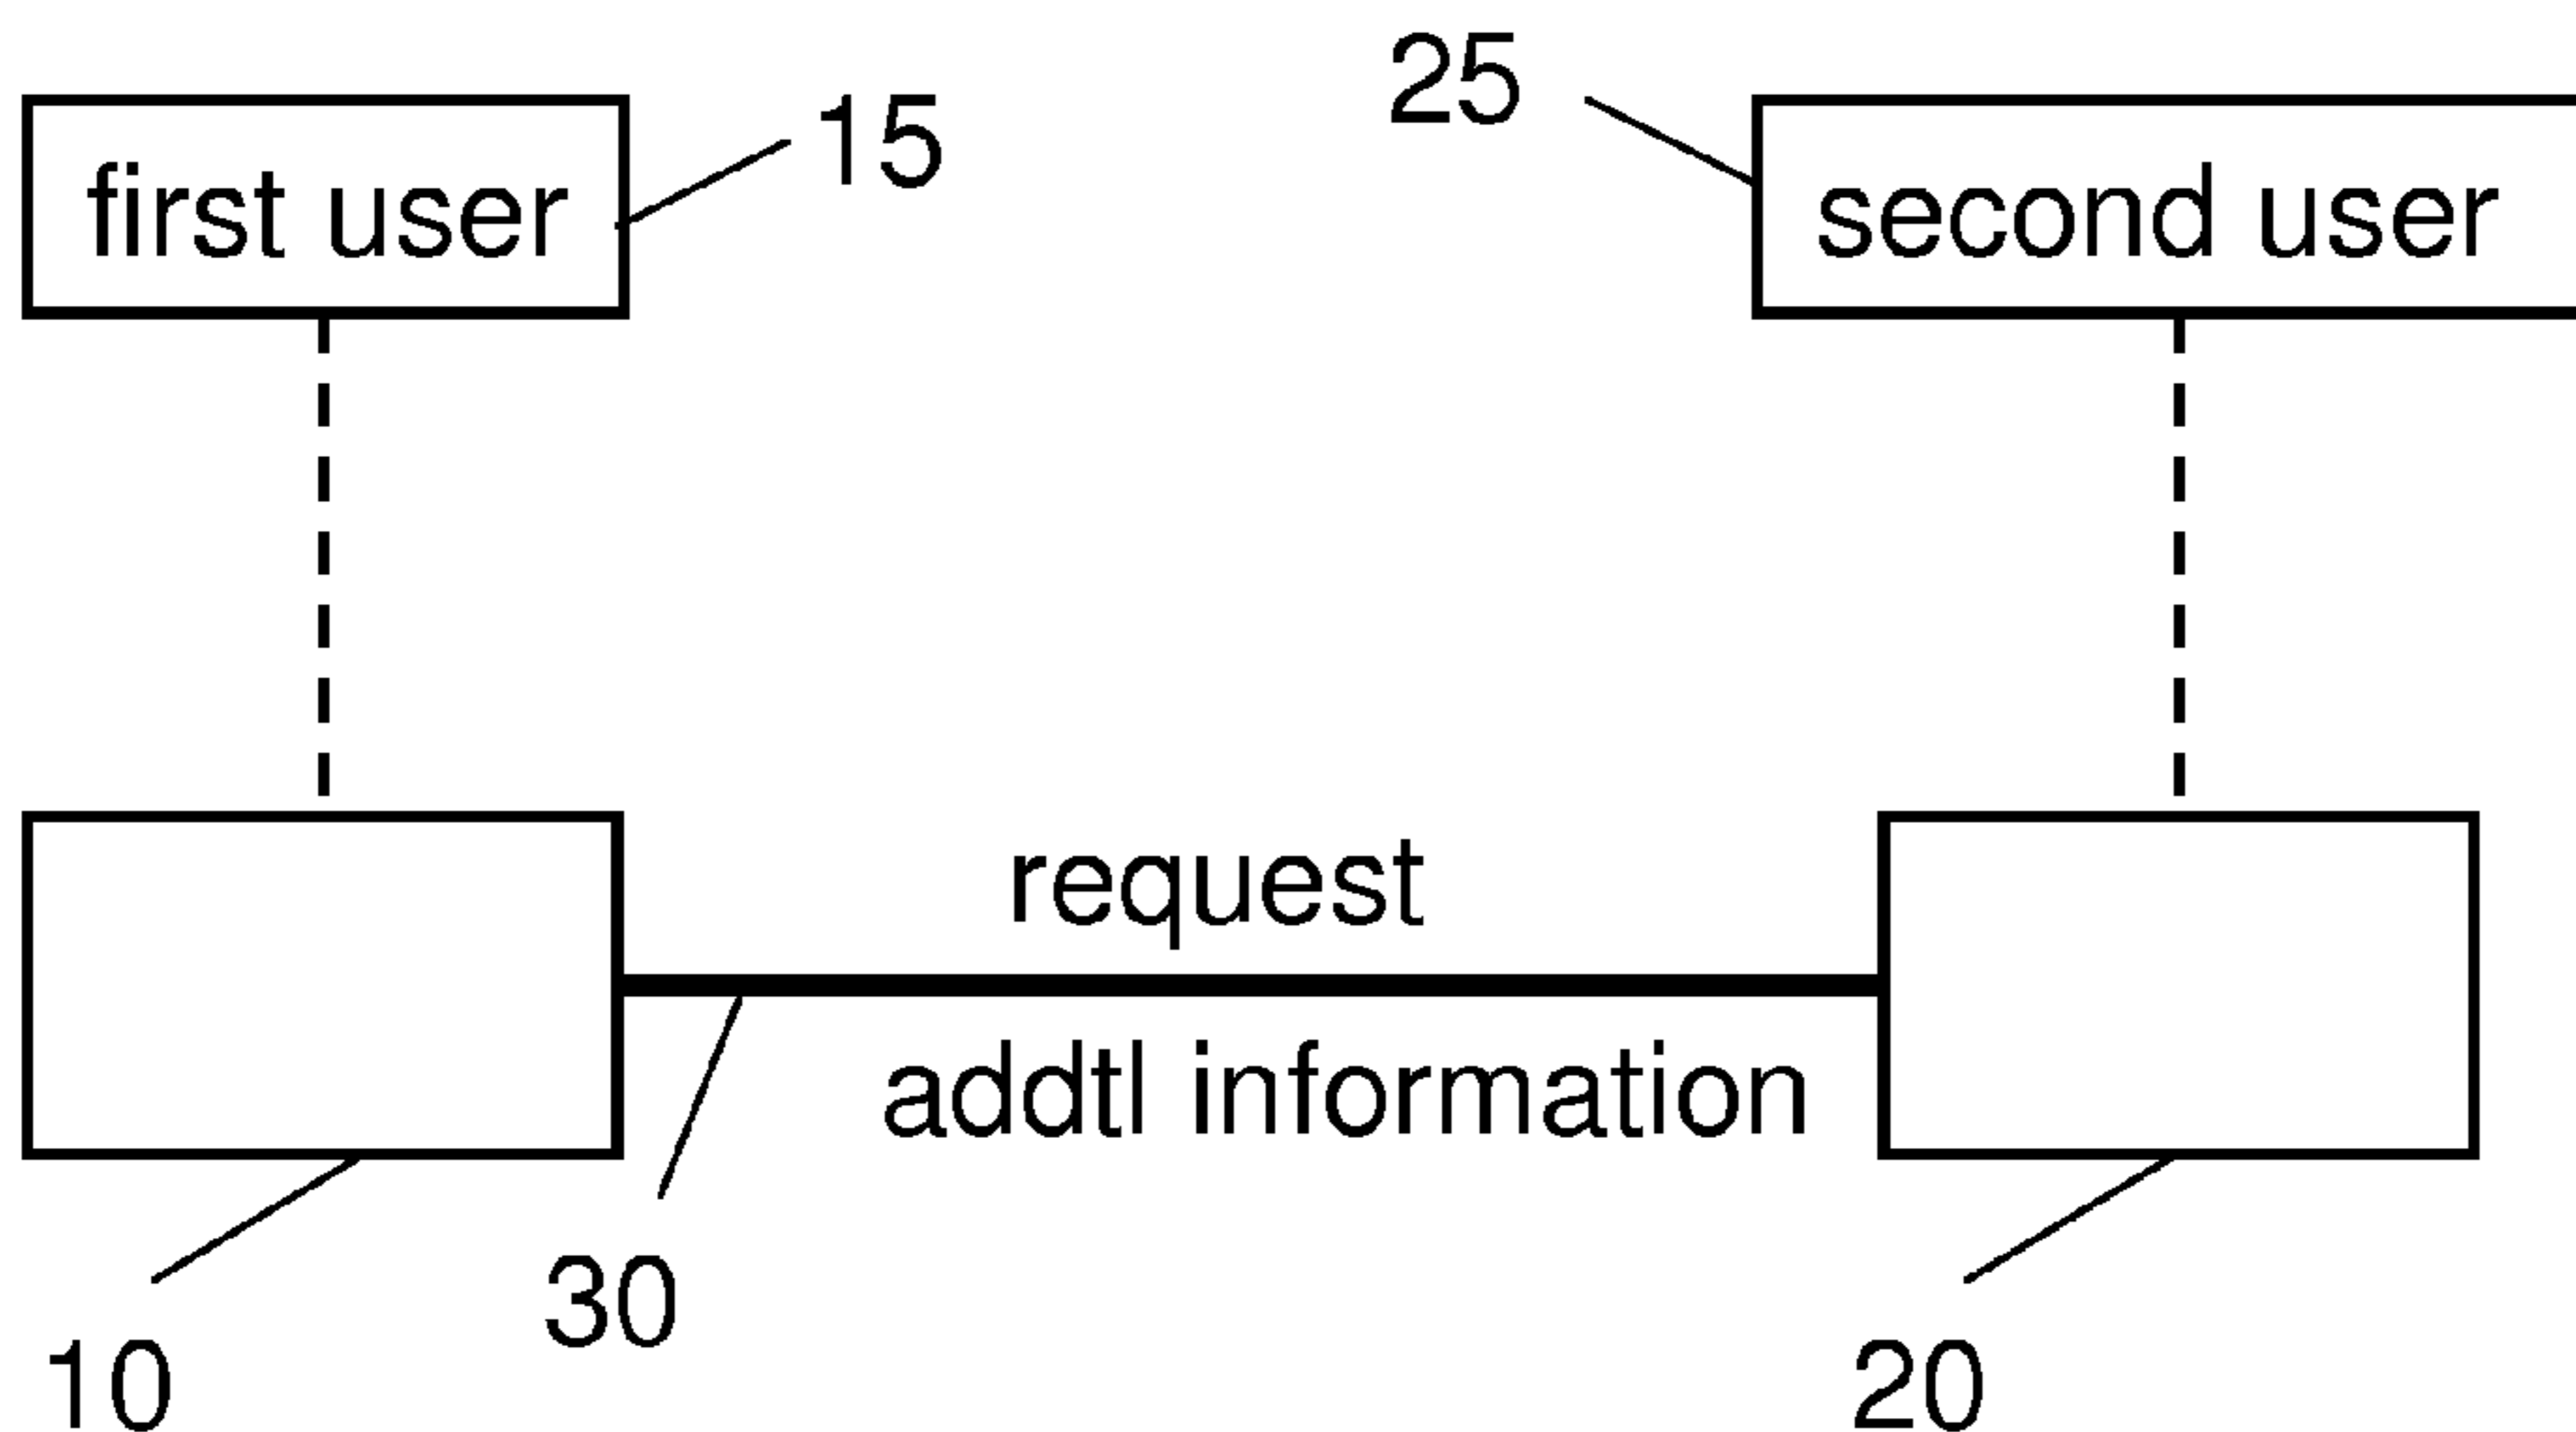 25
15
first user
second user
request
addtl information
30
10
20